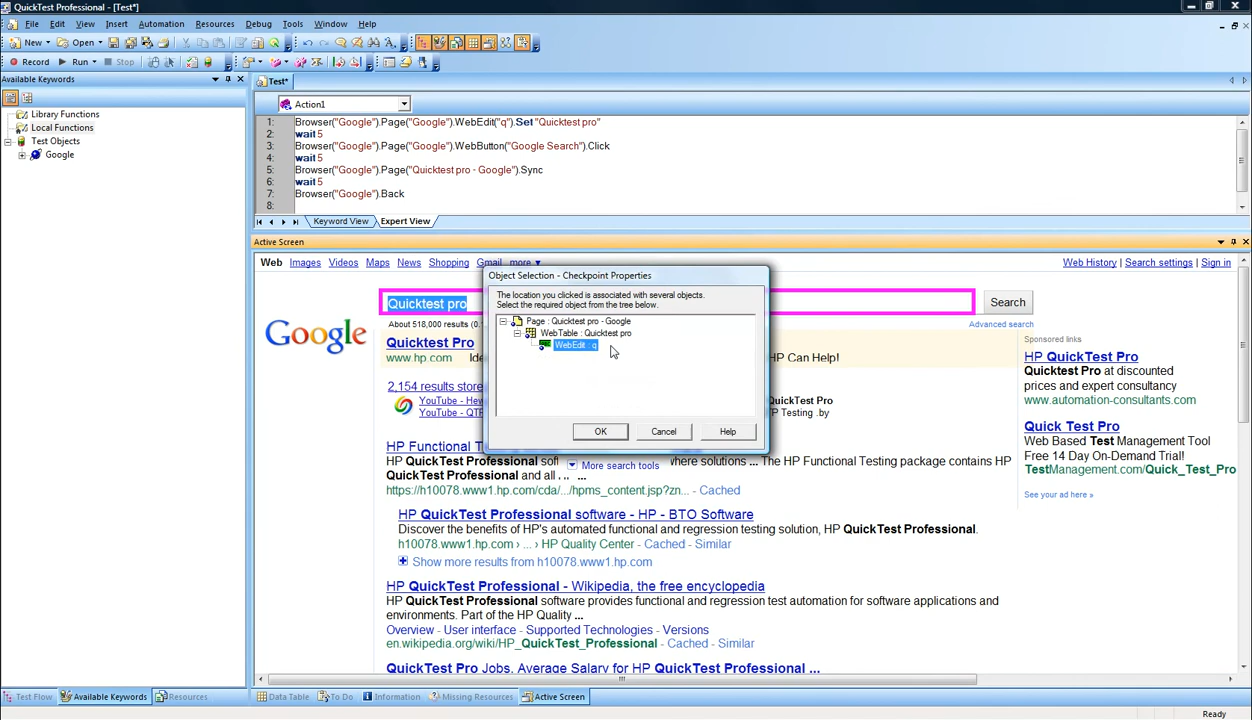 QuickTest Professional - [Test*]
File Edit View Insert Automation Resources Debug Tools Window Help
New Open
Record Run Stop
Available Keywords
Library Functions
Local Functions
Test Objects
Google
Test*
Action1
1: Browser("Google").Page("Google").WebEdit("q").Set "Quicktest pro"
2: wait 5
3: Browser("Google").Page("Google").WebButton("Google Search").Click
4: wait 5
5: Browser("Google").Page("Quicktest pro - Google").Sync
6: wait 5
7: Browser("Google").Back
8:
Keyword View Expert View
Active Screen
Web Images Videos Maps News Shopping Gmail more
Web History | Search settings | Sign in
Google
Quicktest pro
Search
About 518,000 results (0.
Advanced search
Object Selection - Checkpoint Properties
The location you clicked is associated with several objects.
Select the required object from the tree below.
Page : Quicktest pro - Google
WebTable : Quicktest pro
WebEdit : q
OK Cancel Help
Quicktest Pro
www.hp.com
HP Can Help!
2,154 results store
YouTube - Hew
YouTube - QTP
uickTest Pro
P Testing .by
HP Functional T
HP QuickTest Professional sof
where solutions ... The HP Functional Testing package contains HP
QuickTest Professional and all . ...
More search tools
https://h10078.www1.hp.com/cda/.../hpms_content.jsp?zn... - Cached
HP QuickTest Professional software - HP - BTO Software
Discover the benefits of HP's automated functional and regression testing solution, HP QuickTest Professional.
h10078.www1.hp.com › ... › HP Quality Center - Cached - Similar
Show more results from h10078.www1.hp.com
HP QuickTest Professional - Wikipedia, the free encyclopedia
HP QuickTest Professional software provides functional and regression test automation for software applications and
environments. Part of the HP Quality ...
Overview - User interface - Supported Technologies - Versions
en.wikipedia.org/wiki/HP_QuickTest_Professional - Cached - Similar
QuickTest Pro Jobs, Average Salary for HP QuickTest Professional ...
Sponsored links
HP QuickTest Pro
Quicktest Pro at discounted
prices and expert consultancy
www.automation-consultants.com
Quick Test Pro
Web Based Test Management Tool
Free 14 Day On-Demand Trial!
TestManagement.com/Quick_Test_Pro
See your ad here »
Test Flow Available Keywords Resources
Data Table To Do Information Missing Resources Active Screen
Ready